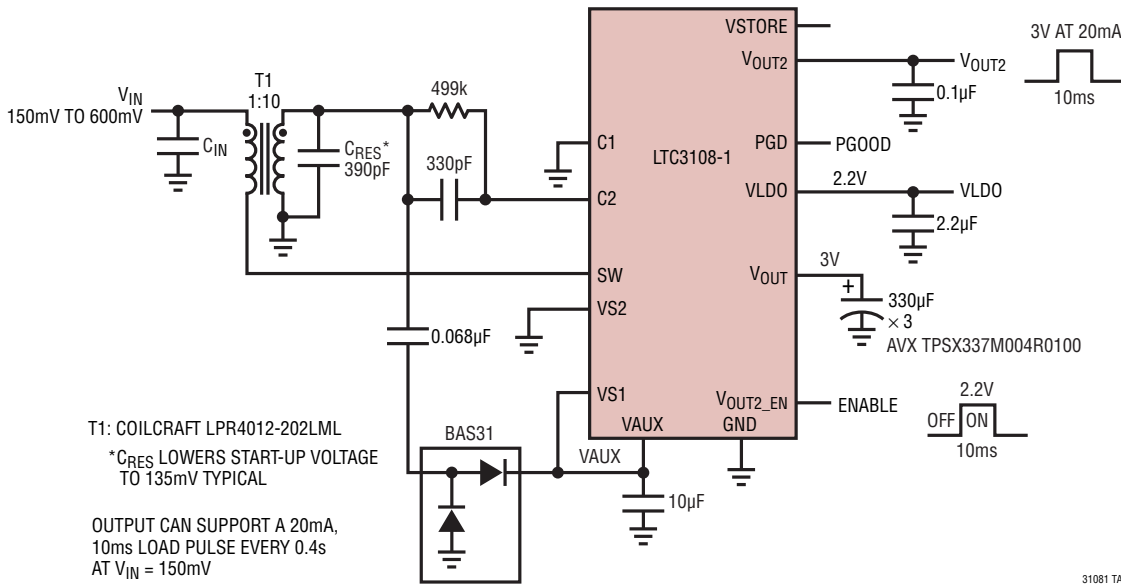 VSTORE
3V AT 20mA
VOUT2
VOUT2
T1
1:10
499k
VIN
150mV TO 600mV
0.1µF
10ms
CIN
CRES*
390pF
330pF
C1
LTC3108-1
PGD
PGOOD
C2
VLDO
2.2V
VLDO
2.2µF
SW
VOUT
3V
+
330µF
× 3
AVX TPSX337M004R0100
VS2
0.068µF
VS1
VOUT2_EN
ENABLE
2.2V
OFF
ON
10ms
VAUX
GND
T1: COILCRAFT LPR4012-202LML
*CRES LOWERS START-UP VOLTAGE
TO 135mV TYPICAL
BAS31
VAUX
10µF
OUTPUT CAN SUPPORT A 20mA,
10ms LOAD PULSE EVERY 0.4s
AT VIN = 150mV